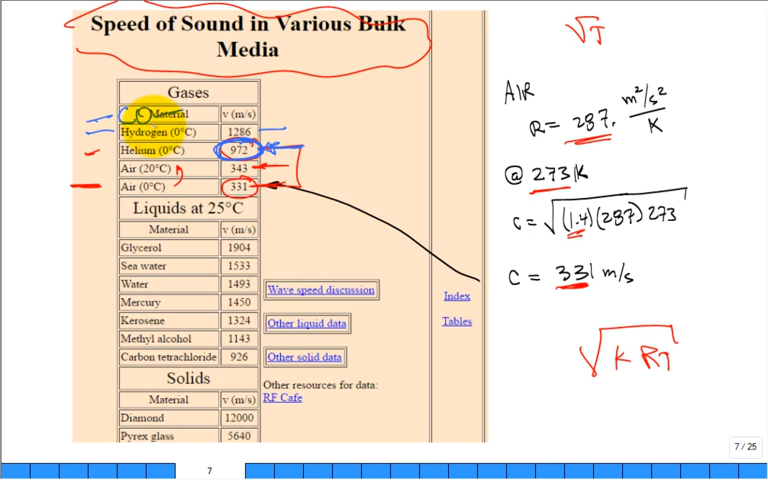 Speed of Sound in Various Bulk
Media
Gases
Material v (m/s)
Hydrogen (0°C) 1286
Helium (0°C) 972
Air (20°C) 343
Air (0°C) 331
Liquids at 25°C
Material v (m/s)
Glycerol 1904
Sea water 1533
Water 1493
Mercury 1450
Kerosene 1324
Methyl alcohol 1143
Carbon tetrachloride 926
Solids
Material v (m/s)
Diamond 12000
Pyrex glass 5640
Wave speed discussion
Other liquid data
Other solid data
Other resources for data:
RF Cafe
Index
Tables
√T
AIR
R = 287. m²/s²/K
@ 273 K
c = √(1.4)(287)273
C = 331 m/s
√KRT
7 / 25
7